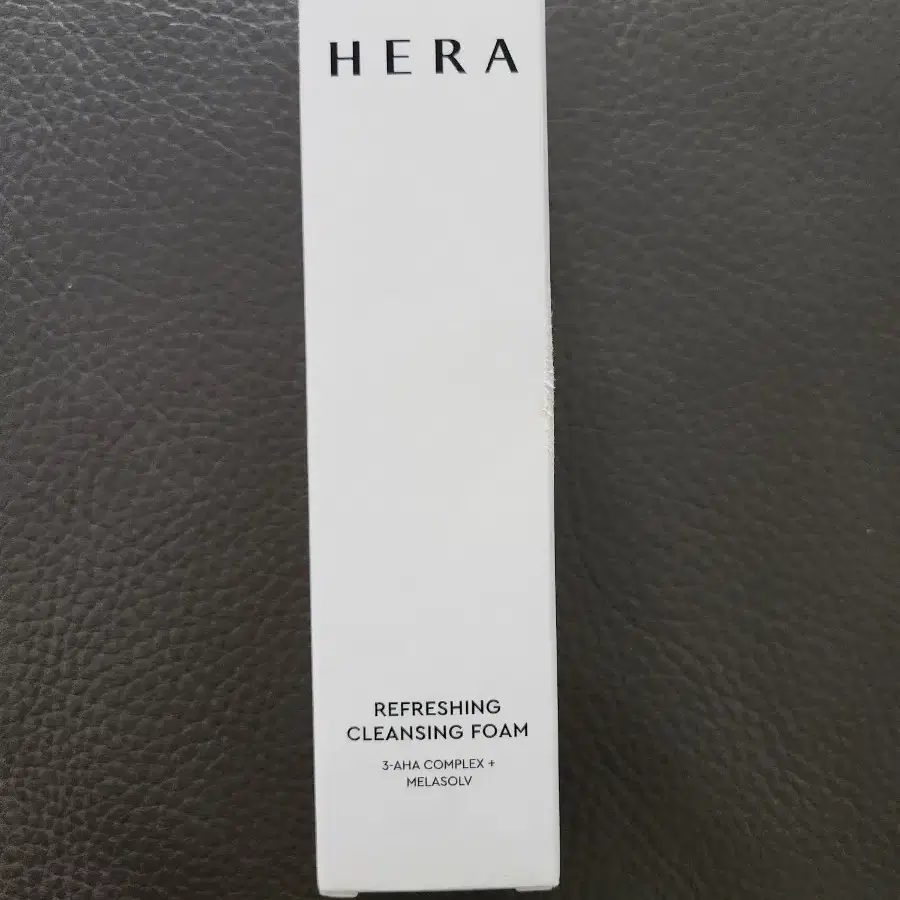 HERA
REFRESHING
CLEANSING FOAM
3-AHA COMPLEX +
MELASOLV